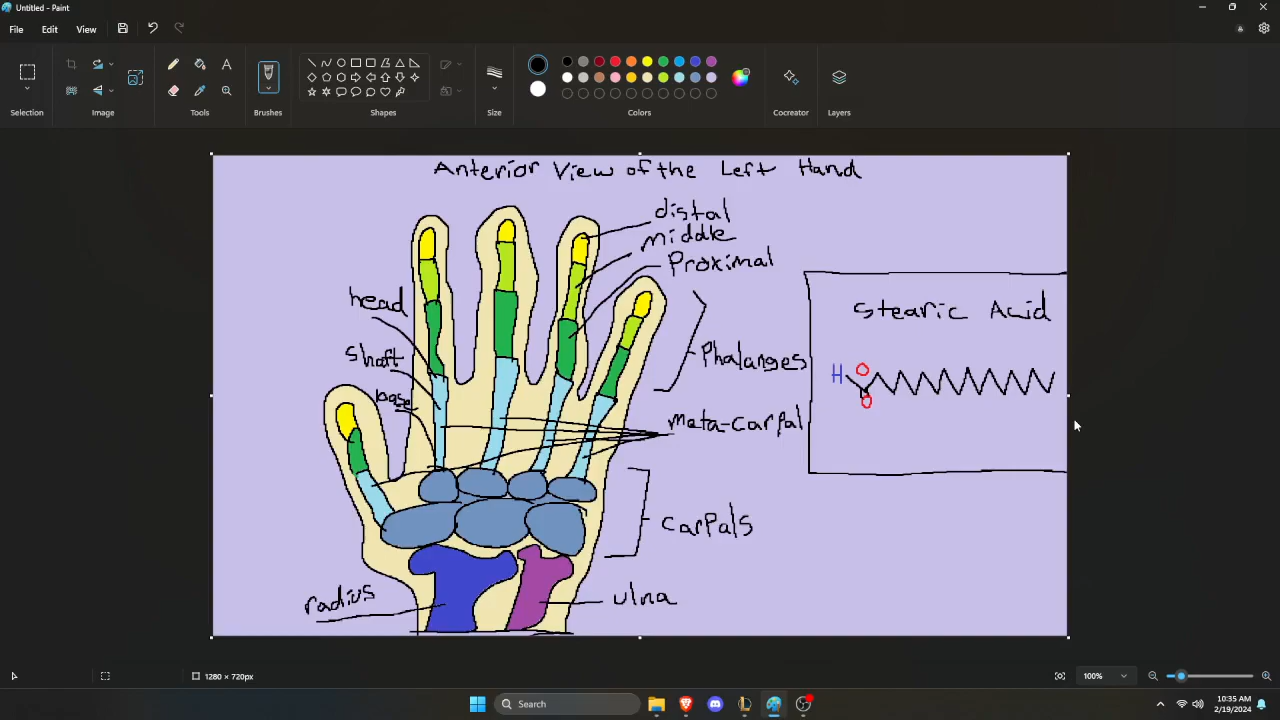 Untitled - Paint
File Edit View
Selection Image Tools Brushes Shapes Size Colors Cocreator Layers
Anterior View of the Left Hand
distal
middle
Proximal
head
shaft
base
Phalanges
meta-carpal
carpals
radius
ulna
Stearic Acid
H O
O
1280 × 720px
100%
Search
10:35 AM
2/19/2024